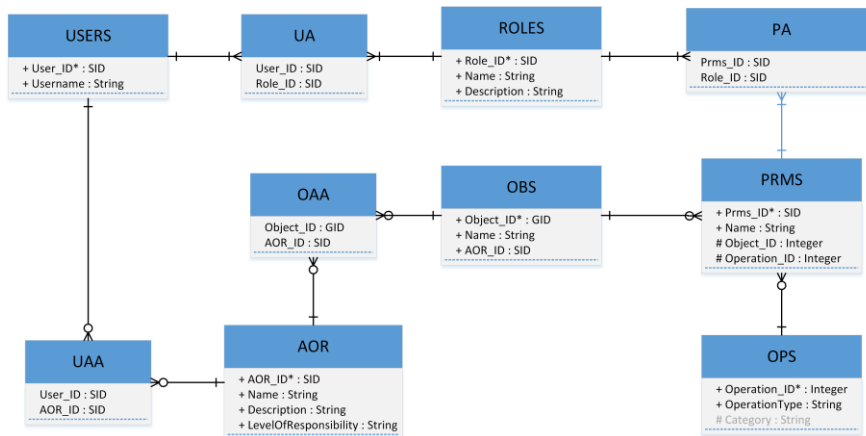 USERS
+ User_ID* : SID
+ Username : String
UA
User_ID : SID
Role_ID : SID
ROLES
+ Role_ID* : SID
+ Name : String
+ Description : String
PA
Prms_ID : SID
Role_ID : SID
OAA
Object_ID : GID
AOR_ID : SID
OBS
+ Object_ID* : GID
+ Name : String
+ AOR_ID : SID
PRMS
+ Prms_ID* : SID
+ Name : String
# Object_ID : Integer
# Operation_ID : Integer
UAA
User_ID : SID
AOR_ID : SID
AOR
+ AOR_ID* : SID
+ Name : String
+ Description : String
+ LevelOfResponsibility : String
OPS
+ Operation_ID* : Integer
+ OperationType : String
# Category : String